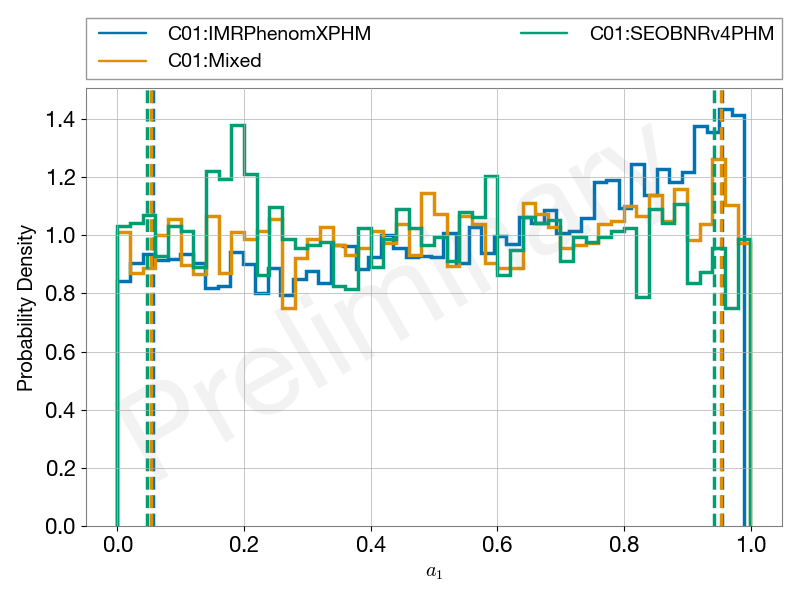 C01:IMRPhenomXPHM
C01:Mixed
C01:SEOBNRv4PHM
Preliminary
Probability Density
1.4
1.2
1.0
0.8
0.6
0.4
0.2
0.0
0.0 0.2 0.4 0.6 0.8 1.0
a₁